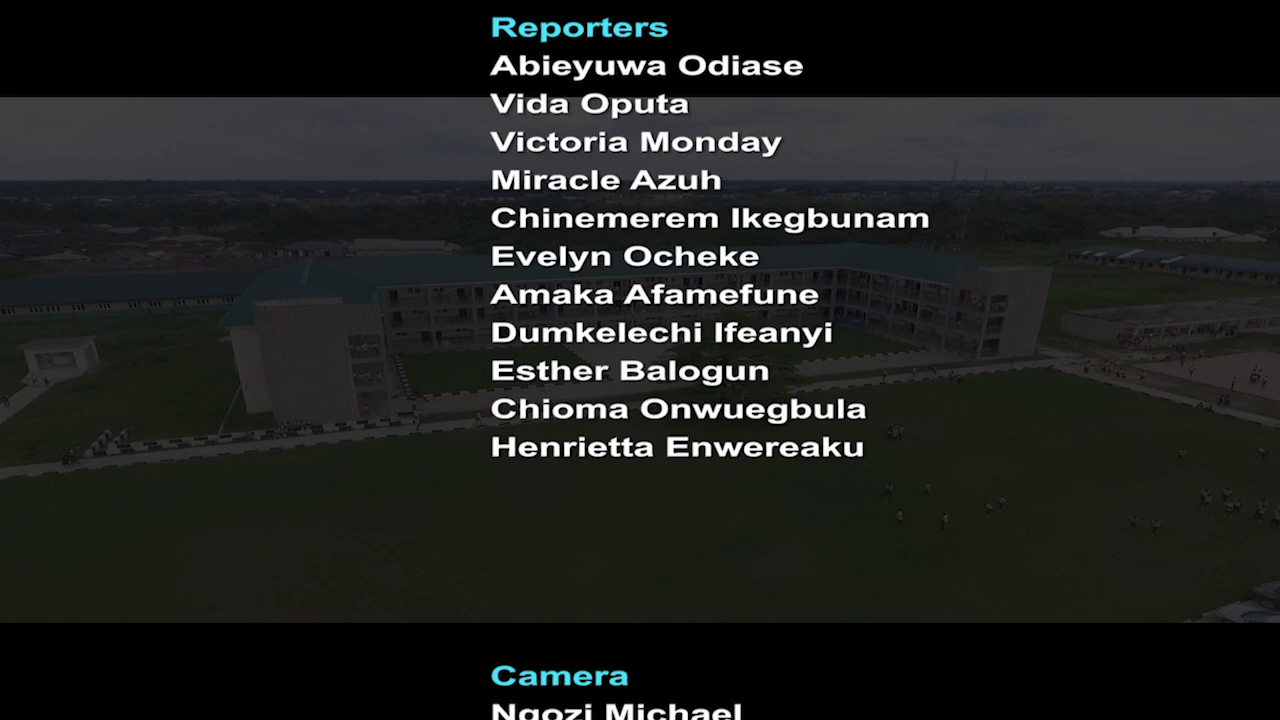 Reporters
Abieyuwa Odiase
Vida Oputa
Victoria Monday
Miracle Azuh
Chinemerem Ikegbunam
Evelyn Ocheke
Amaka Afamefune
Dumkelechi Ifeanyi
Esther Balogun
Chioma Onwuegbula
Henrietta Enwereaku
Camera
Ngozi Michael